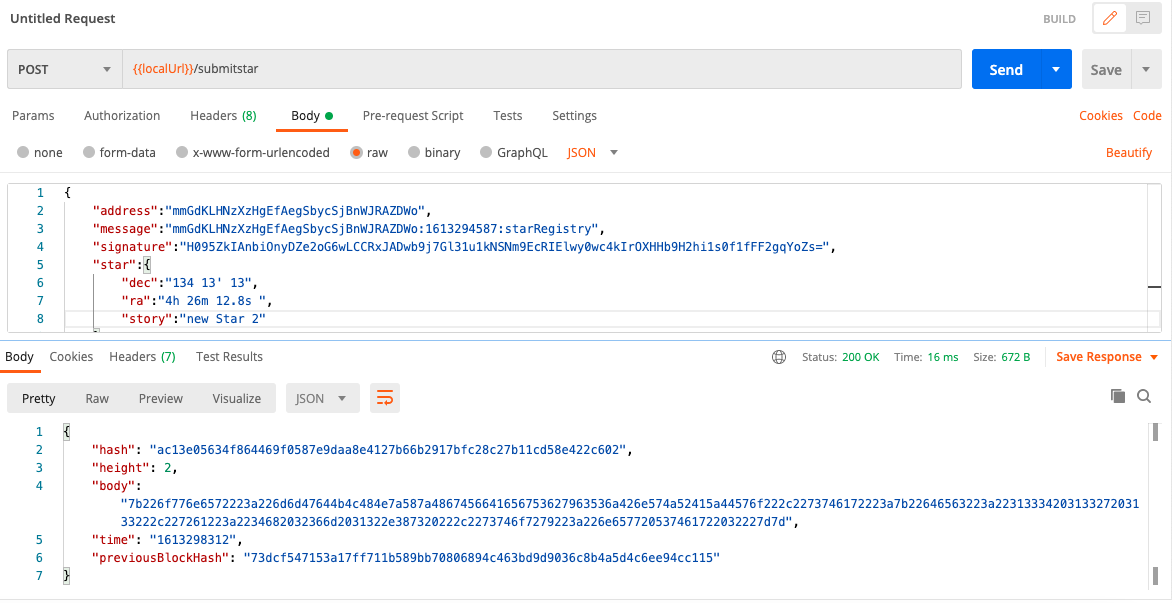 Untitled Request
BUILD
POST
{{localUrl}}/submitstar
Send
Save
Params Authorization Headers (8) Body Pre-request Script Tests Settings
Cookies Code
none form-data x-www-form-urlencoded raw binary GraphQL JSON
Beautify
1 {
2 "address":"mmGdKLHNzXzHgEfAegSbycSjBnWJRAZDWo",
3 "message":"mmGdKLHNzXzHgEfAegSbycSjBnWJRAZDWo:1613294587:starRegistry",
4 "signature":"H095ZkIAnbiOnyDZe2oG6wLCCRxJADwb9j7Gl31u1kNSNm9EcRIElwy0wc4kIrOXHHb9H2hi1s0f1fFF2gqYoZs=",
5 "star":{
6 "dec":"134 13' 13",
7 "ra":"4h 26m 12.8s ",
8 "story":"new Star 2"
Body Cookies Headers (7) Test Results
Status: 200 OK Time: 16 ms Size: 672 B
Save Response
Pretty Raw Preview Visualize JSON
1 {
2 "hash": "ac13e05634f864469f0587e9daa8e4127b66b2917bfc28c27b11cd58e422c602",
3 "height": 2,
4 "body":
"7b226f776e6572223a226d6d47644b4c484e7a587a4867456641656753627963536a426e574a52415a44576f222c2273746172223a7b22646563223a22313334203133272031
33222c227261223a2234682032366d2031322e387320222c2273746f7279223a226e6577205374617220322227d7d",
5 "time": "1613298312",
6 "previousBlockHash": "73dcf547153a17ff711b589bb70806894c463bd9d9036c8b4a5d4c6ee94cc115"
7 }